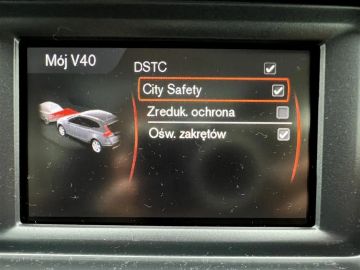 Mój V40
DSTC
City Safety
Zreduk. ochrona
Ośw. zakrętów